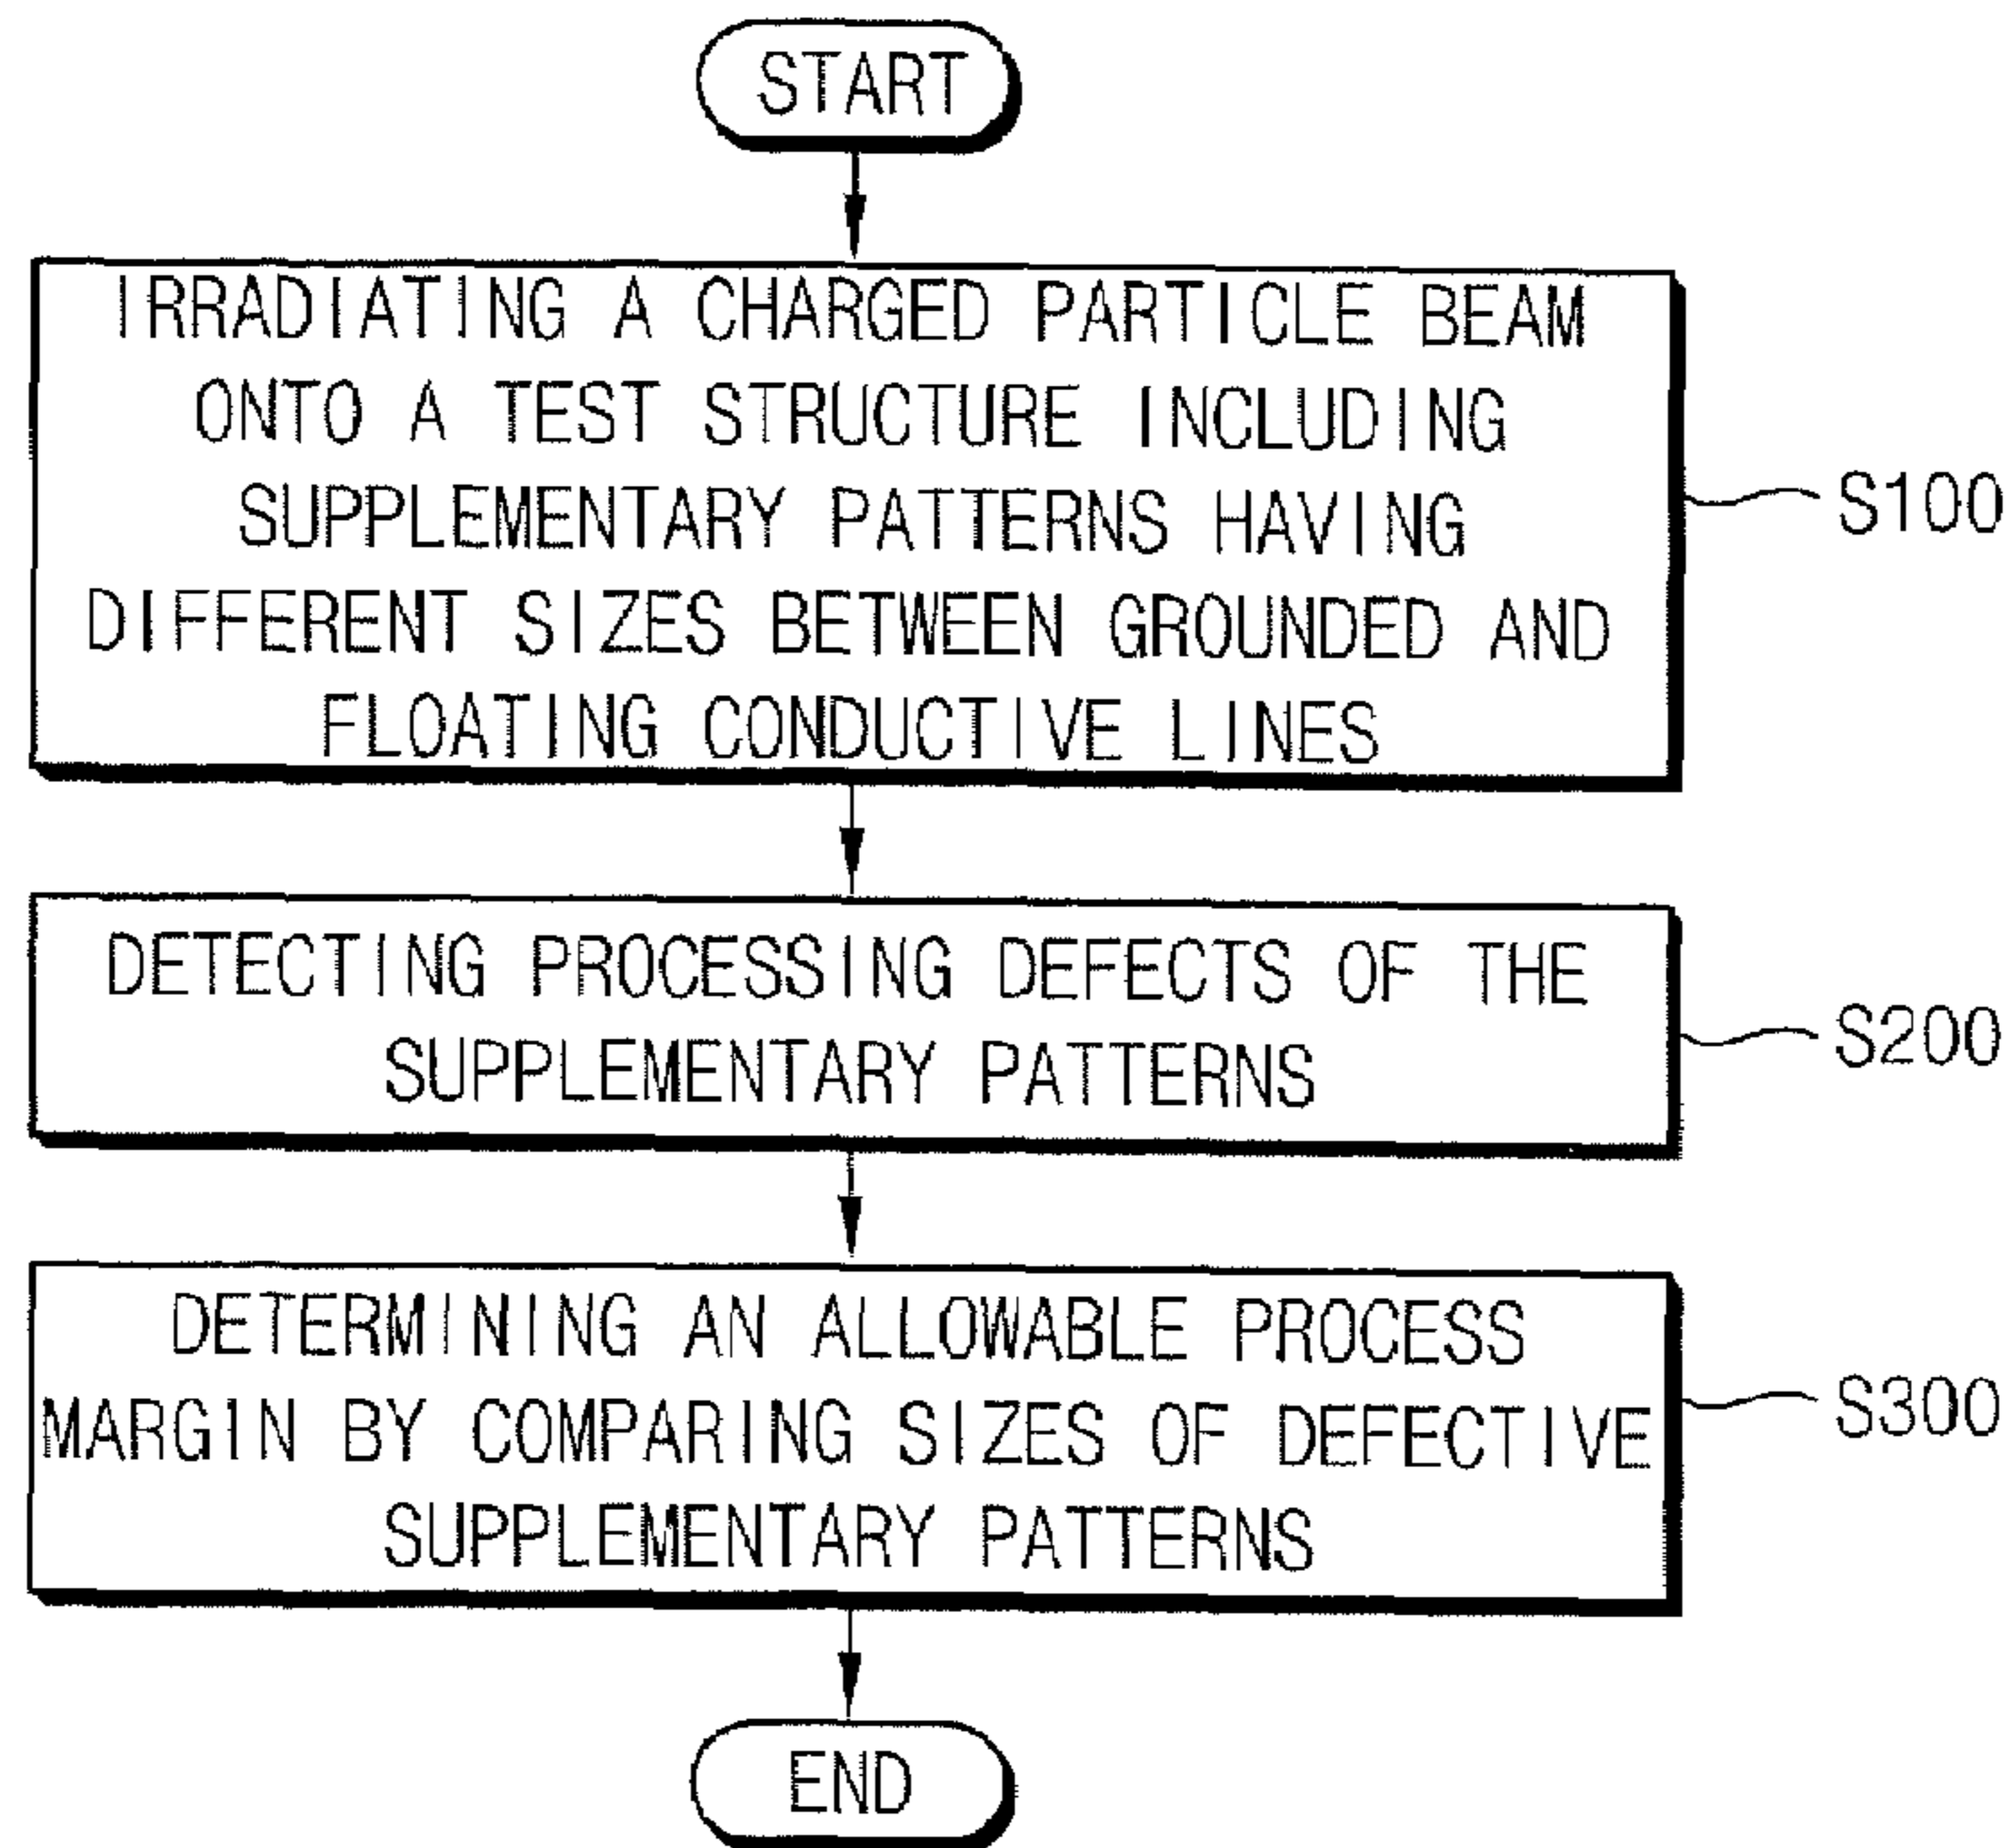 START
IRRADIATING A CHARGED PARTICLE BEAM
ONTO A TEST STRUCTURE INCLUDING
SUPPLEMENTARY PATTERNS HAVING
DIFFERENT SIZES BETWEEN GROUNDED AND
FLOATING CONDUCTIVE LINES
S100
DETECTING PROCESSING DEFECTS OF THE
SUPPLEMENTARY PATTERNS
S200
DETERMINING AN ALLOWABLE PROCESS
MARGIN BY COMPARING SIZES OF DEFECTIVE
SUPPLEMENTARY PATTERNS
S300
END